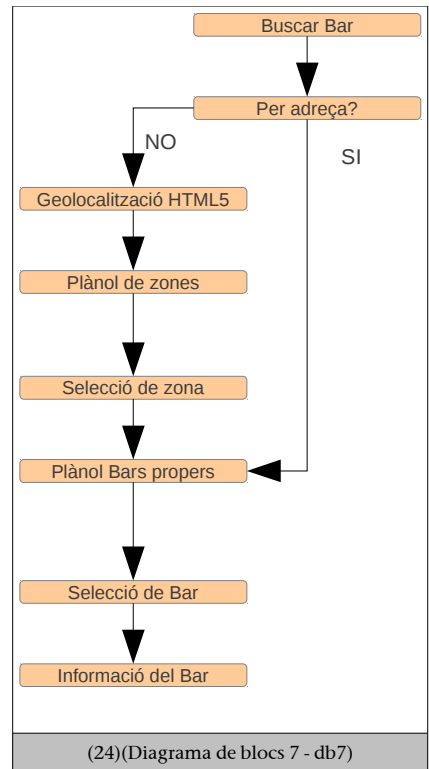 Buscar Bar
Per adreça?
NO
SI
Geolocalització HTML5
Plànol de zones
Selecció de zona
Plànol Bars propers
Selecció de Bar
Informació del Bar
(24)(Diagrama de blocs 7 - db7)